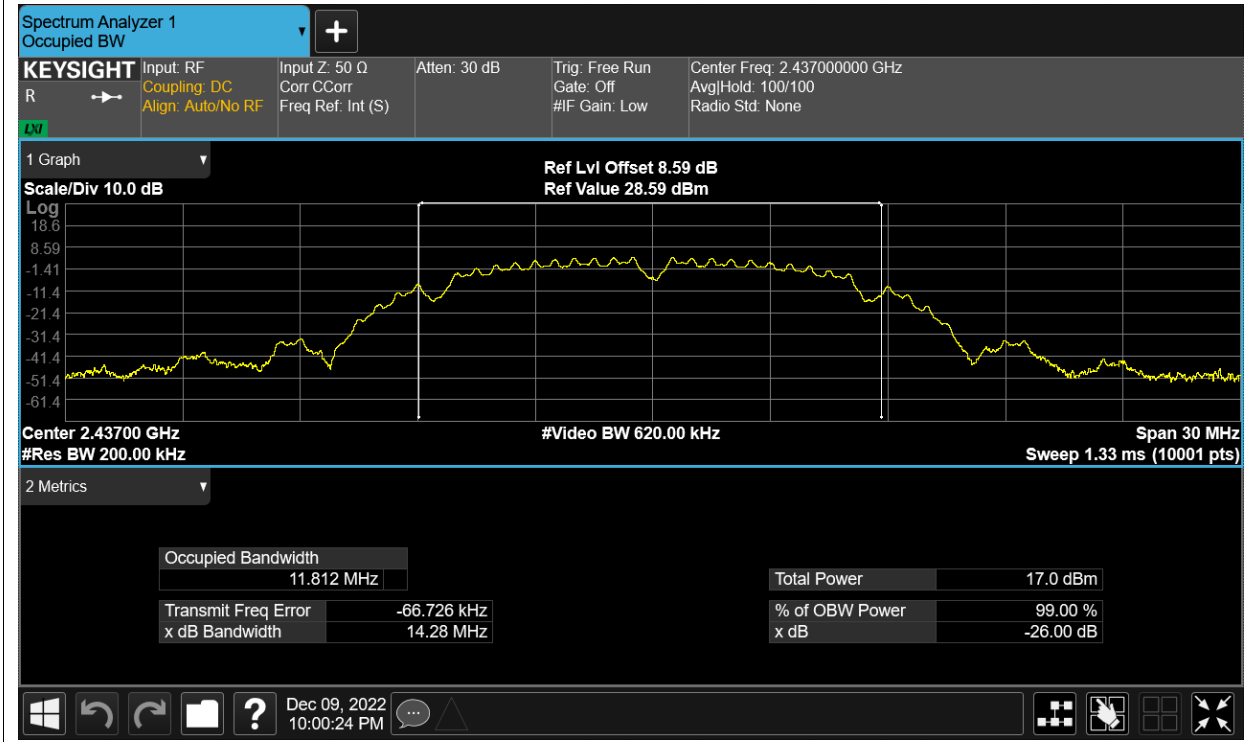 Spectrum Analyzer 1
Occupied BW
KEYSIGHT
R
LXI
Input: RF
Coupling: DC
Align: Auto/No RF
Input Z: 50 Ω
Corr CCorr
Freq Ref: Int (S)
Atten: 30 dB
Trig: Free Run
Gate: Off
#IF Gain: Low
Center Freq: 2.437000000 GHz
Avg|Hold: 100/100
Radio Std: None
1 Graph
Ref Lvl Offset 8.59 dB
Scale/Div 10.0 dB
Ref Value 28.59 dBm
Log
18.6
8.59
-1.41
-11.4
-21.4
-31.4
-41.4
-51.4
-61.4
Center 2.43700 GHz
#Video BW 620.00 kHz
Span 30 MHz
#Res BW 200.00 kHz
Sweep 1.33 ms (10001 pts)
2 Metrics
Occupied Bandwidth
11.812 MHz
Total Power 17.0 dBm
Transmit Freq Error -66.726 kHz
% of OBW Power 99.00 %
x dB Bandwidth 14.28 MHz
x dB -26.00 dB
?
Dec 09, 2022
10:00:24 PM